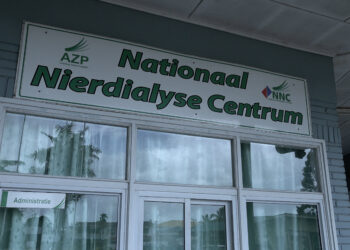 AZP
Nationaal
Nierdialyse Centrum
NNC
Administratie